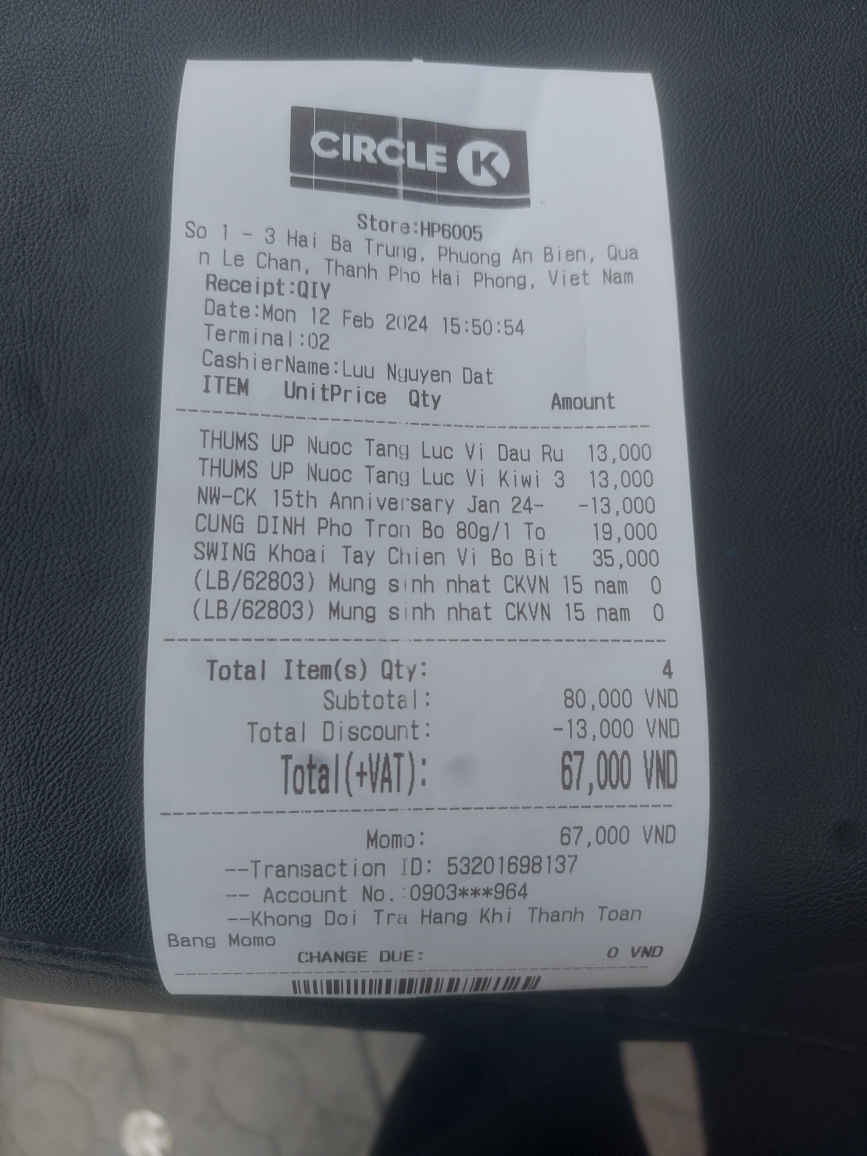 CIRCLE K
Store:HP6005
So 1 - 3 Hai Ba Trung, Phuong An Bien, Qua
n Le Chan, Thanh Pho Hai Phong, Viet Nam
Receipt:QIY
Date:Mon 12 Feb 2024 15:50:54
Terminal:02
CashierName:Luu Nguyen Dat
ITEM UnitPrice Qty Amount
THUMS UP Nuoc Tang Luc Vi Dau Ru 13,000
THUMS UP Nuoc Tang Luc Vi Kiwi 3 13,000
NW-CK 15th Anniversary Jan 24- -13,000
CUNG DINH Pho Tron Bo 80g/1 To 19,000
SWING Khoai Tay Chien Vi Bo Bit 35,000
(LB/62803) Mung sinh nhat CKVN 15 nam 0
(LB/62803) Mung sinh nhat CKVN 15 nam 0
Total Item(s) Qty: 4
Subtotal: 80,000 VND
Total Discount: -13,000 VND
Total(+VAT): 67,000 VND
Momo: 67,000 VND
--Transaction ID: 53201698137
-- Account No.:0903***964
--Khong Doi Tra Hang Khi Thanh Toan
Bang Momo
CHANGE DUE: 0 VND